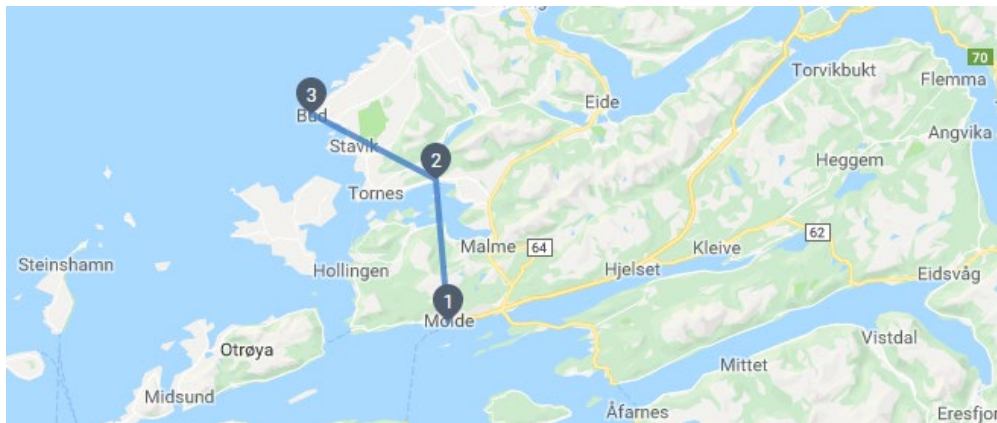 70
Torvikbukt
Flemma
3
Eide
Bud
Angvika
Stavik
2
Heggem
Tornes
62
Malme
64
Kleive
Steinshamn
Hollingen
Hjelset
Eidsvåg
1
Molde
Otrøya
Vistdal
Mittet
Midsund
Åfarnes
Eresfjor